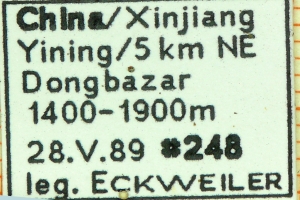 China/Xinjiang
Yining/5 km NE
Dongbazar
1400-1900m
28.V.89 #248
leg. ECKWEILER